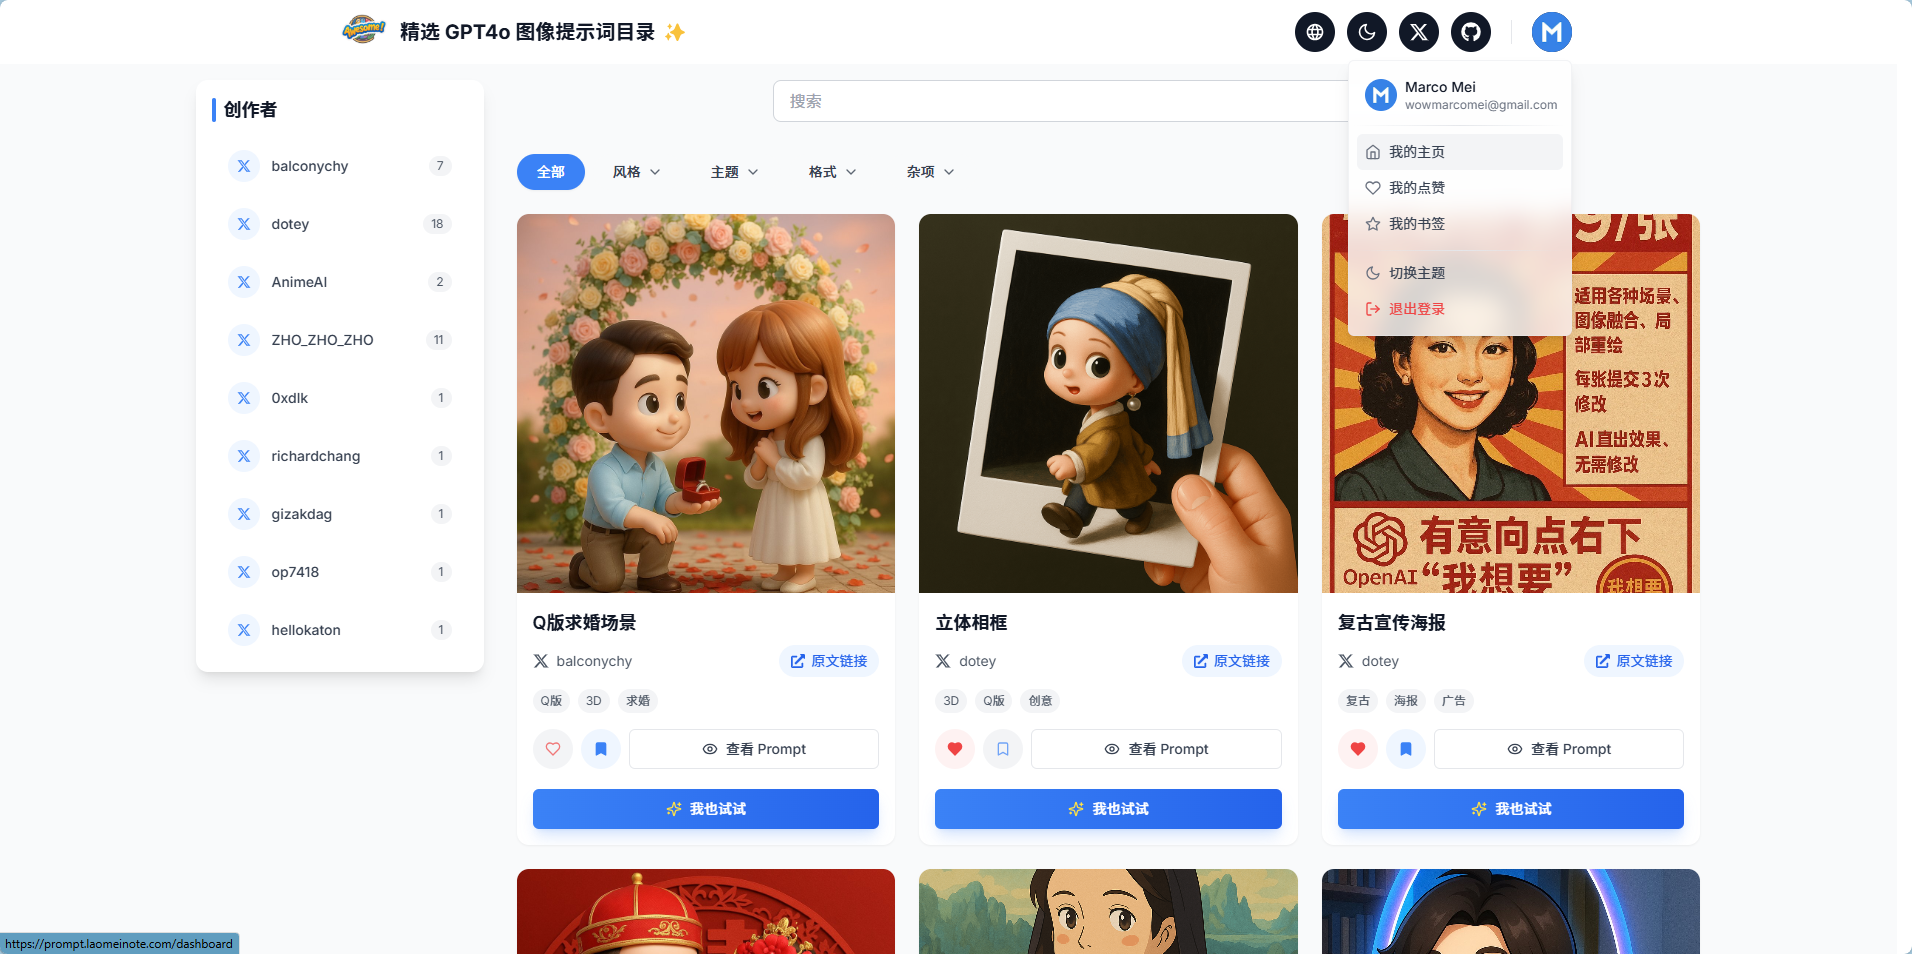 Awesome!
精选 GPT4o 图像提示词目录 ✨
Marco Mei
wowmarcomei@gmail.com
我的主页
我的点赞
我的书签
切换主题
退出登录
创作者
balconychy 7
dotey 18
AnimeAI 2
ZHO_ZHO_ZHO 11
0xdlk 1
richardchang 1
gizakdag 1
op7418 1
hellokaton 1
搜索
全部 风格 主题 格式 杂项
9/张
适用各种场景、
图像融合、局
部重绘
每张提交3次
修改
AI直出效果、
无需修改
有意向点右下
OpenAI “我想要”
我想要
Q版求婚场景
balconychy 原文链接
Q版 3D 求婚
查看 Prompt
我也试试
立体相框
dotey 原文链接
3D Q版 创意
查看 Prompt
我也试试
复古宣传海报
dotey 原文链接
复古 海报 广告
查看 Prompt
我也试试
https://prompt.laomeinote.com/dashboard